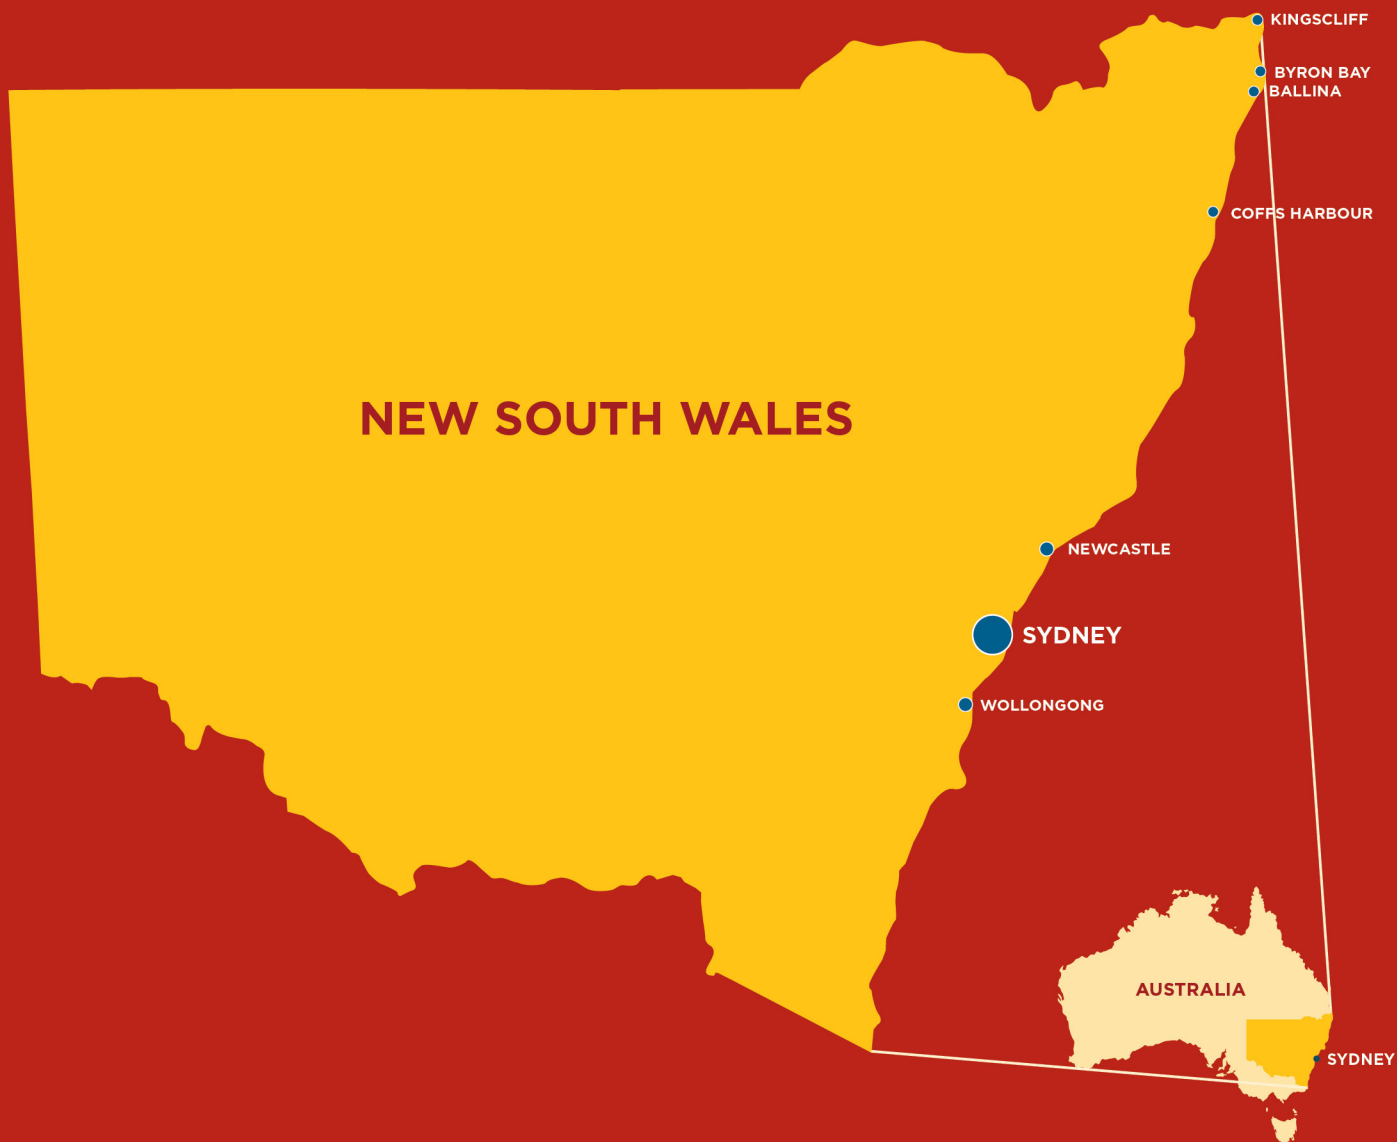 KINGSCLIFF
BYRON BAY
BALLINA
COFFS HARBOUR
NEW SOUTH WALES
NEWCASTLE
SYDNEY
WOLLONGONG
AUSTRALIA
SYDNEY